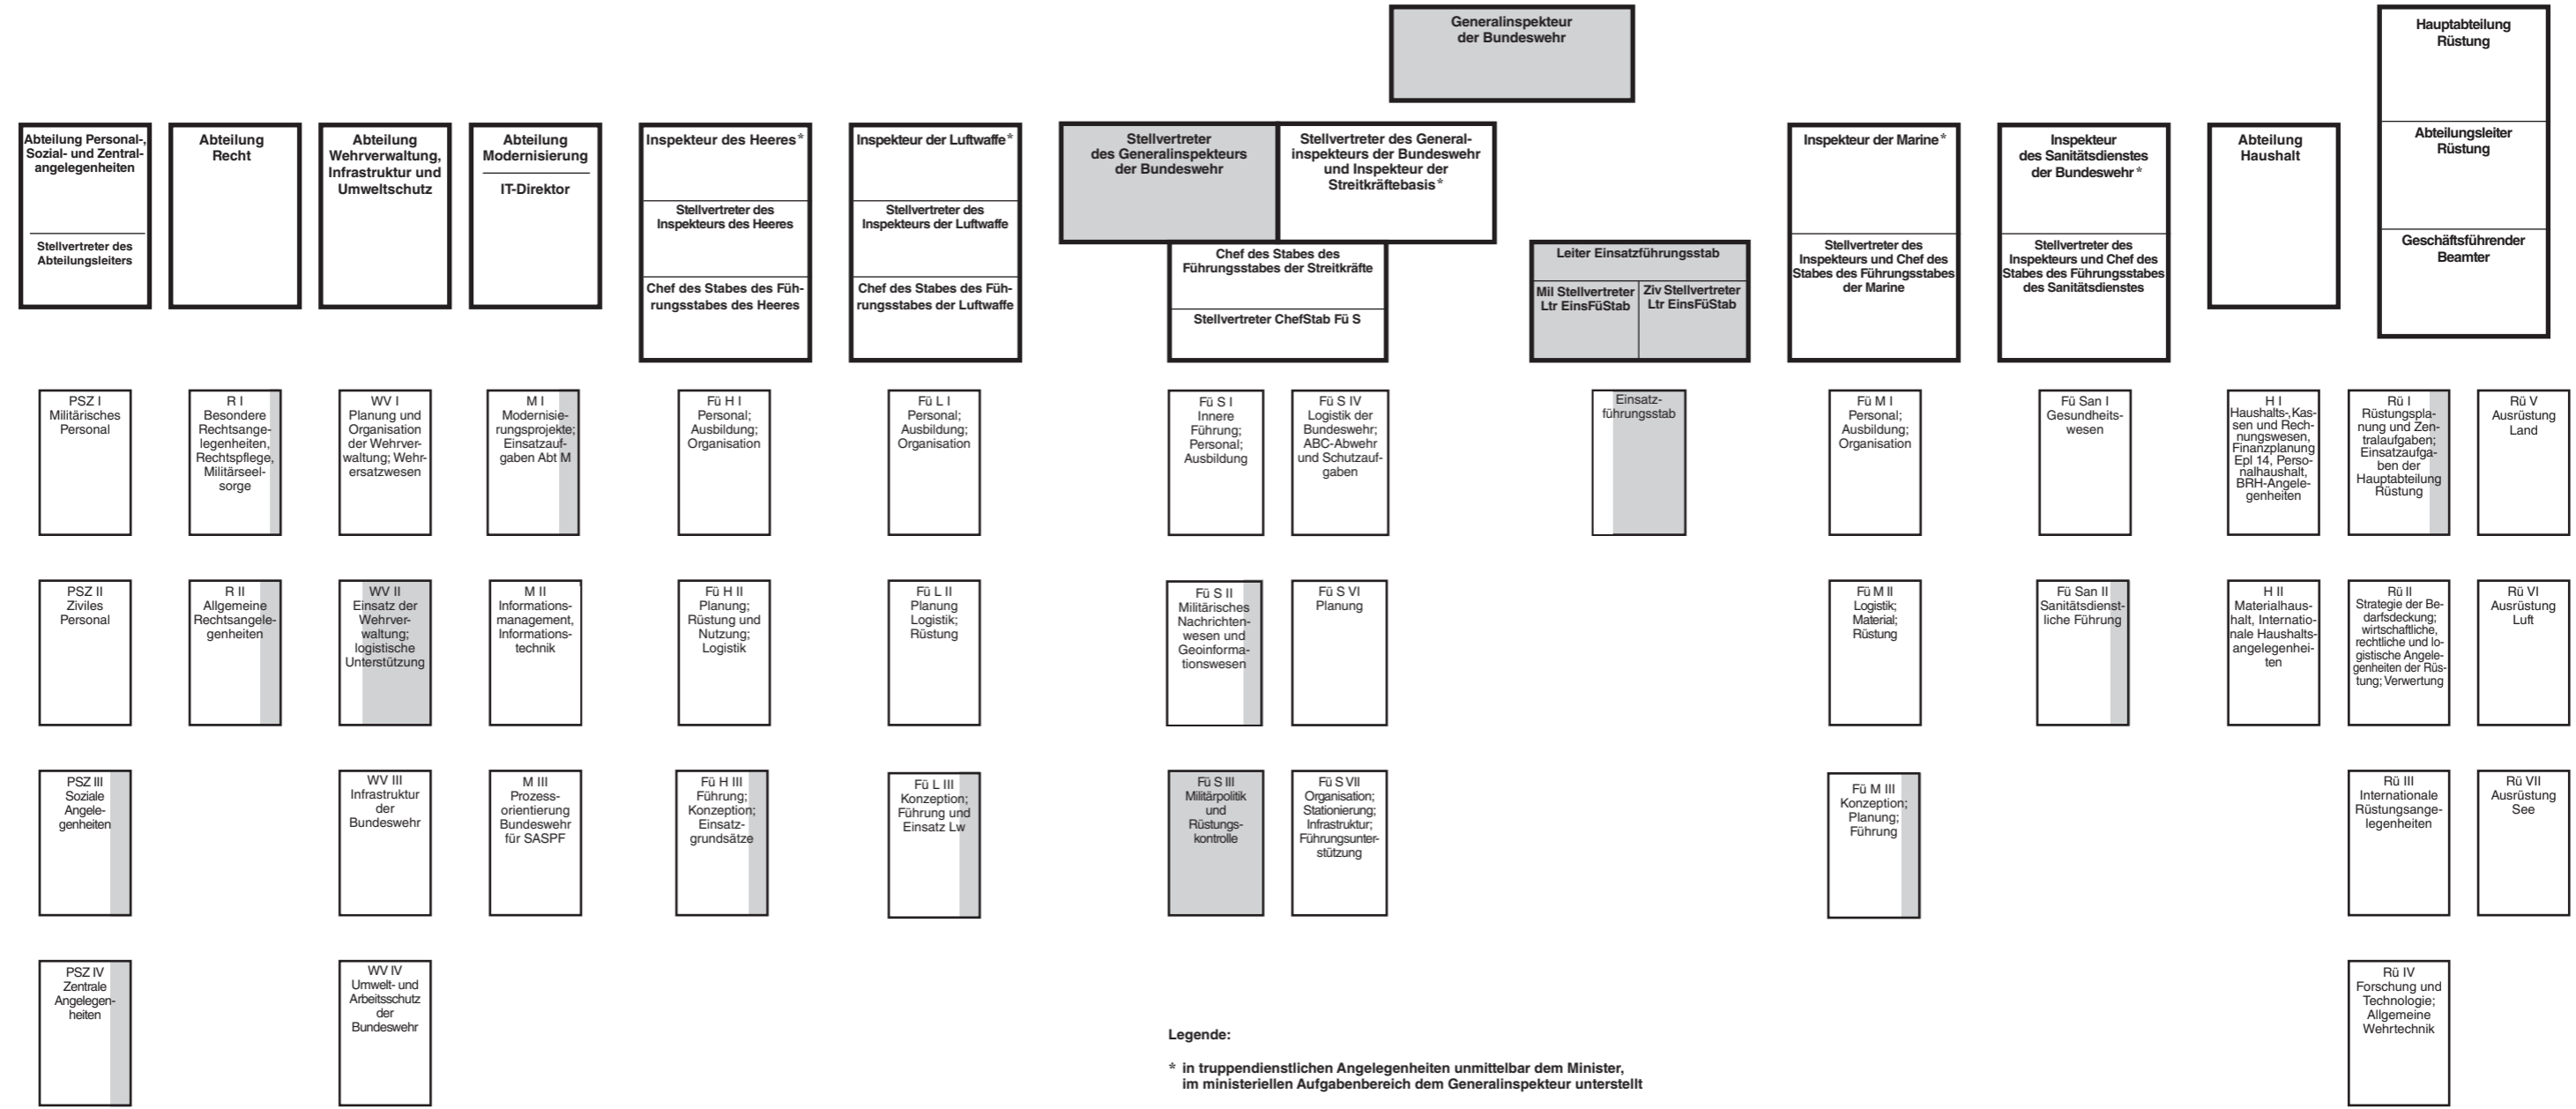 Generalinspekteur
der Bundeswehr
Hauptabteilung
Rüstung
Abteilungsleiter
Rüstung
Geschäftsführender
Beamter
Abteilung Personal-,
Sozial- und Zentral-
angelegenheiten
Stellvertreter des
Abteilungsleiters
Abteilung
Recht
Abteilung
Wehrverwaltung,
Infrastruktur und
Umweltschutz
Abteilung
Modernisierung
IT-Direktor
Inspekteur des Heeres*
Stellvertreter des
Inspekteurs des Heeres
Chef des Stabes des Füh-
rungsstabes des Heeres
Inspekteur der Luftwaffe*
Stellvertreter des
Inspekteurs der Luftwaffe
Chef des Stabes des Füh-
rungsstabes der Luftwaffe
Stellvertreter
des Generalinspekteurs
der Bundeswehr
Stellvertreter des General-
inspekteurs der Bundeswehr
und Inspekteur der
Streitkräftebasis*
Chef des Stabes des
Führungsstabes der Streitkräfte
Stellvertreter ChefStab Fü S
Leiter Einsatzführungsstab
Mil Stellvertreter
Ltr EinsFüStab
Ziv Stellvertreter
Ltr EinsFüStab
Inspekteur der Marine*
Stellvertreter des
Inspekteurs und Chef des
Stabes des Führungsstabes
der Marine
Inspekteur
des Sanitätsdienstes
der Bundeswehr*
Stellvertreter des
Inspekteurs und Chef des
Stabes des Führungsstabes
des Sanitätsdienstes
Abteilung
Haushalt
PSZ I
Militärisches
Personal
R I
Besondere
Rechtsange-
legenheiten,
Rechtspflege,
Militärseel-
sorge
WV I
Planung und
Organisation
der Wehrver-
waltung; Wehr-
ersatzwesen
M I
Modernisie-
rungsprojekte;
Einsatzauf-
gaben Abt M
Fü H I
Personal;
Ausbildung;
Organisation
Fü L I
Personal;
Ausbildung;
Organisation
Fü S I
Innere
Führung;
Personal;
Ausbildung
Fü S IV
Logistik der
Bundeswehr;
ABC-Abwehr
und Schutzauf-
gaben
Einsatz-
führungsstab
Fü M I
Personal;
Ausbildung;
Organisation
Fü San I
Gesundheits-
wesen
H I
Haushalts-,Kas-
sen und Rech-
nungswesen,
Finanzplanung
Epl 14, Perso-
nalhaushalt,
BRH-Angele-
genheiten
Rü I
Rüstungspla-
nung und Zen-
tralaufgaben;
Einsatzaufga-
ben der
Hauptabteilung
Rüstung
Rü V
Ausrüstung
Land
PSZ II
Ziviles
Personal
R II
Allgemeine
Rechtsangele-
genheiten
WV II
Einsatz der
Wehrver-
waltung;
logistische
Unterstützung
M II
Informations-
management,
Informations-
technik
Fü H II
Planung;
Rüstung und
Nutzung;
Logistik
Fü L II
Planung
Logistik;
Rüstung
Fü S II
Militärisches
Nachrichten-
wesen und
Geoinforma-
tionswesen
Fü S VI
Planung
Fü M II
Logistik;
Material;
Rüstung
Fü San II
Sanitätsdienst-
liche Führung
H II
Materialhaus-
halt, Internatio-
nale Haushalts-
angelegenhei-
ten
Rü II
Strategie der Be-
darfsdeckung;
wirtschaftliche,
rechtliche und lo-
gistische Angele-
genheiten der Rüs-
tung; Verwertung
Rü VI
Ausrüstung
Luft
PSZ III
Soziale
Angele-
genheiten
WV III
Infrastruktur
der
Bundeswehr
M III
Prozess-
orientierung
Bundeswehr
für SASPF
Fü H III
Führung;
Konzeption;
Einsatz-
grundsätze
Fü L III
Konzeption;
Führung und
Einsatz Lw
Fü S III
Militärpolitik
und
Rüstungs-
kontrolle
Fü S VII
Organisation;
Stationierung;
Infrastruktur;
Führungsunter-
stützung
Fü M III
Konzeption;
Planung;
Führung
Rü III
Internationale
Rüstungsange-
legenheiten
Rü VII
Ausrüstung
See
PSZ IV
Zentrale
Angelegen-
heiten
WV IV
Umwelt- und
Arbeitsschutz
der
Bundeswehr
Rü IV
Forschung und
Technologie;
Allgemeine
Wehrtechnik
Legende:
* in truppendienstlichen Angelegenheiten unmittelbar dem Minister,
im ministeriellen Aufgabenbereich dem Generalinspekteur unterstellt